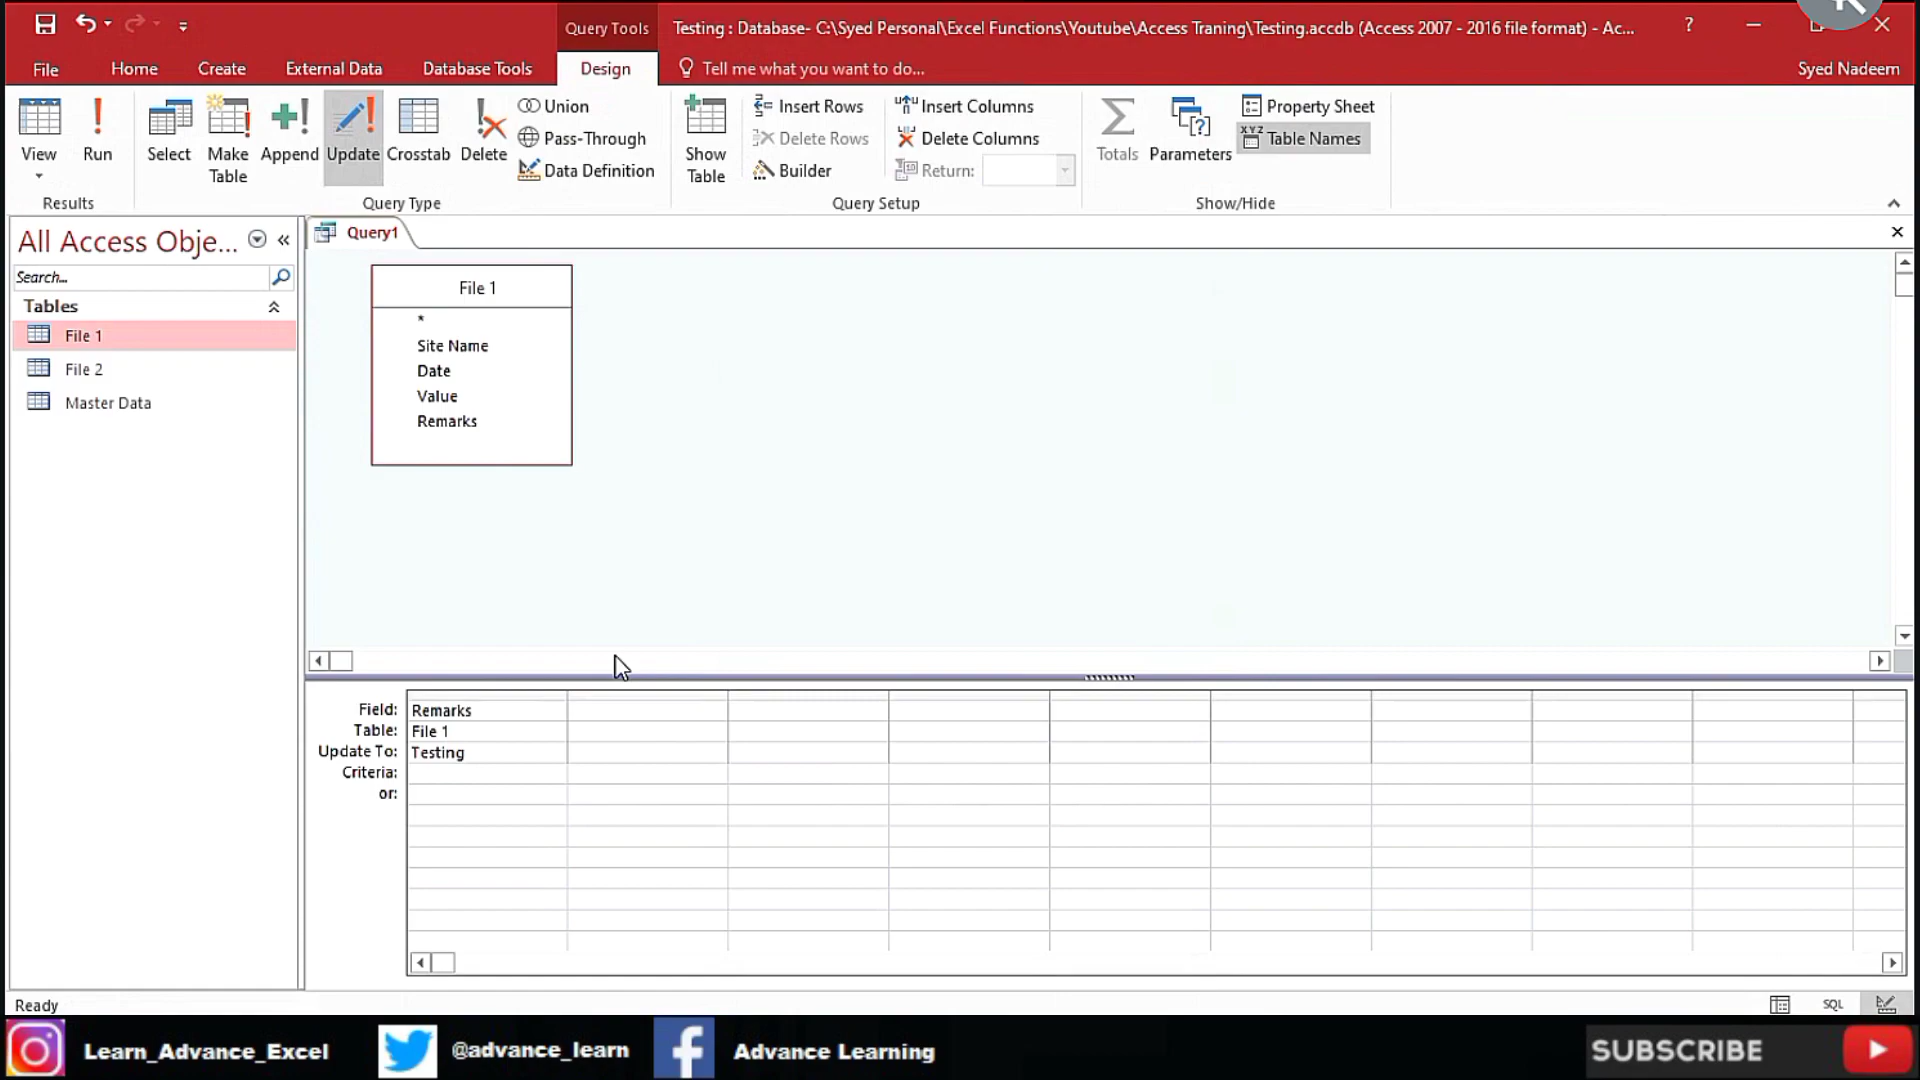 Query Tools
Testing : Database- C:\Syed Personal\Excel Functions\Youtube\Access Traning\Testing.accdb (Access 2007 - 2016 file format) - Ac...
?
File
Home
Create
External Data
Database Tools
Design
Tell me what you want to do...
Syed Nadeem
View
Run
Select
Make Table
Append
Update
Crosstab
Delete
Union
Pass-Through
Data Definition
Show Table
Insert Rows
Delete Rows
Builder
Insert Columns
Delete Columns
Return:
Totals
Parameters
Property Sheet
XYZ Table Names
Results
Query Type
Query Setup
Show/Hide
All Access Obje...
Search...
Tables
File 1
File 2
Master Data
Query1
File 1
*
Site Name
Date
Value
Remarks
Field: Remarks
Table: File 1
Update To: Testing
Criteria:
or:
Ready
SQL
Learn_Advance_Excel
@advance_learn
Advance Learning
SUBSCRIBE